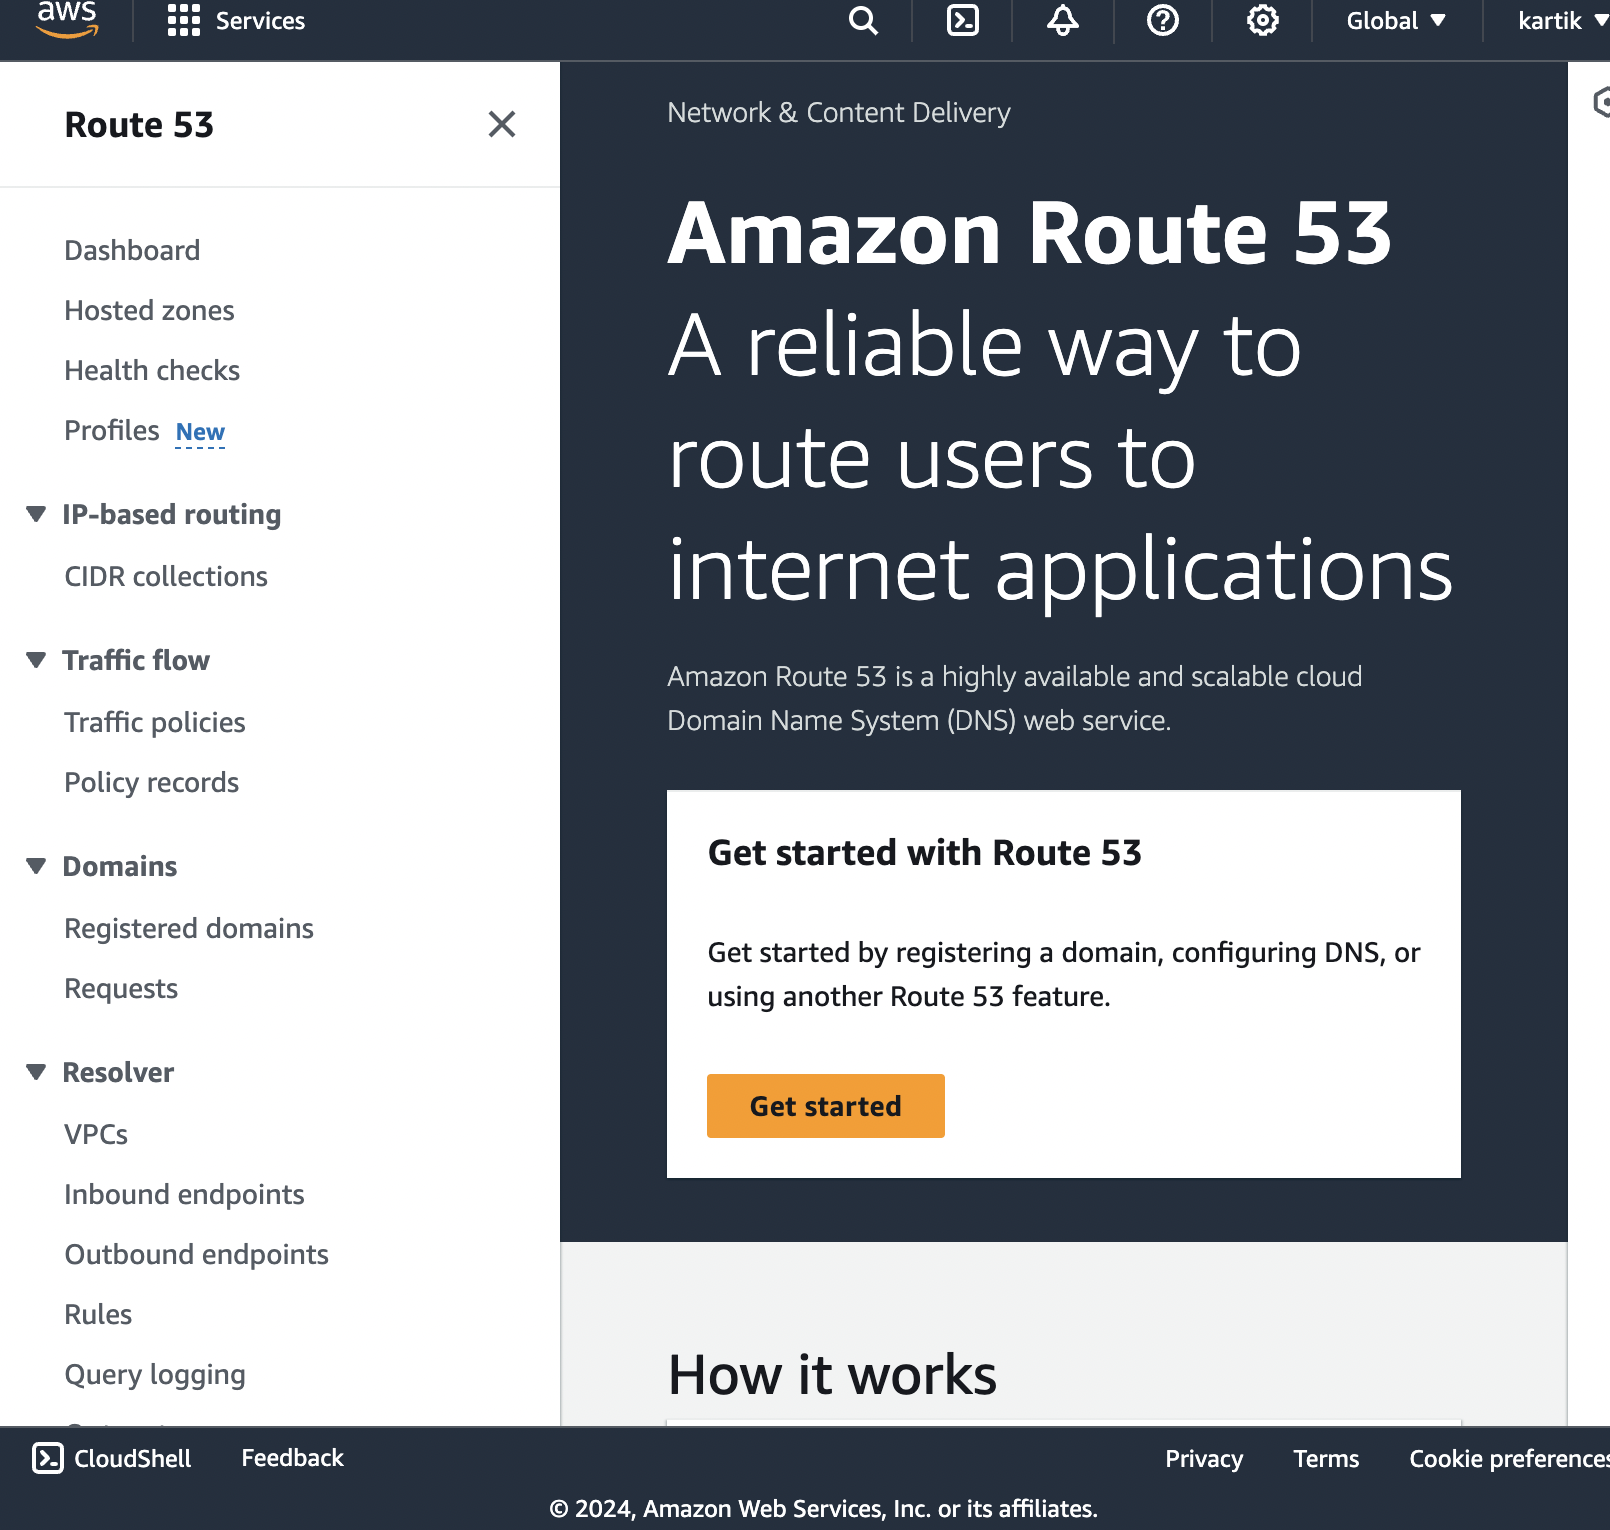 aws
Services
Global
kartik
Route 53
Dashboard
Hosted zones
Health checks
Profiles New
IP-based routing
CIDR collections
Traffic flow
Traffic policies
Policy records
Domains
Registered domains
Requests
Resolver
VPCs
Inbound endpoints
Outbound endpoints
Rules
Query logging
Network & Content Delivery
Amazon Route 53
A reliable way to
route users to
internet applications
Amazon Route 53 is a highly available and scalable cloud
Domain Name System (DNS) web service.
Get started with Route 53
Get started by registering a domain, configuring DNS, or
using another Route 53 feature.
Get started
How it works
CloudShell
Feedback
Privacy
Terms
Cookie preferences
© 2024, Amazon Web Services, Inc. or its affiliates.